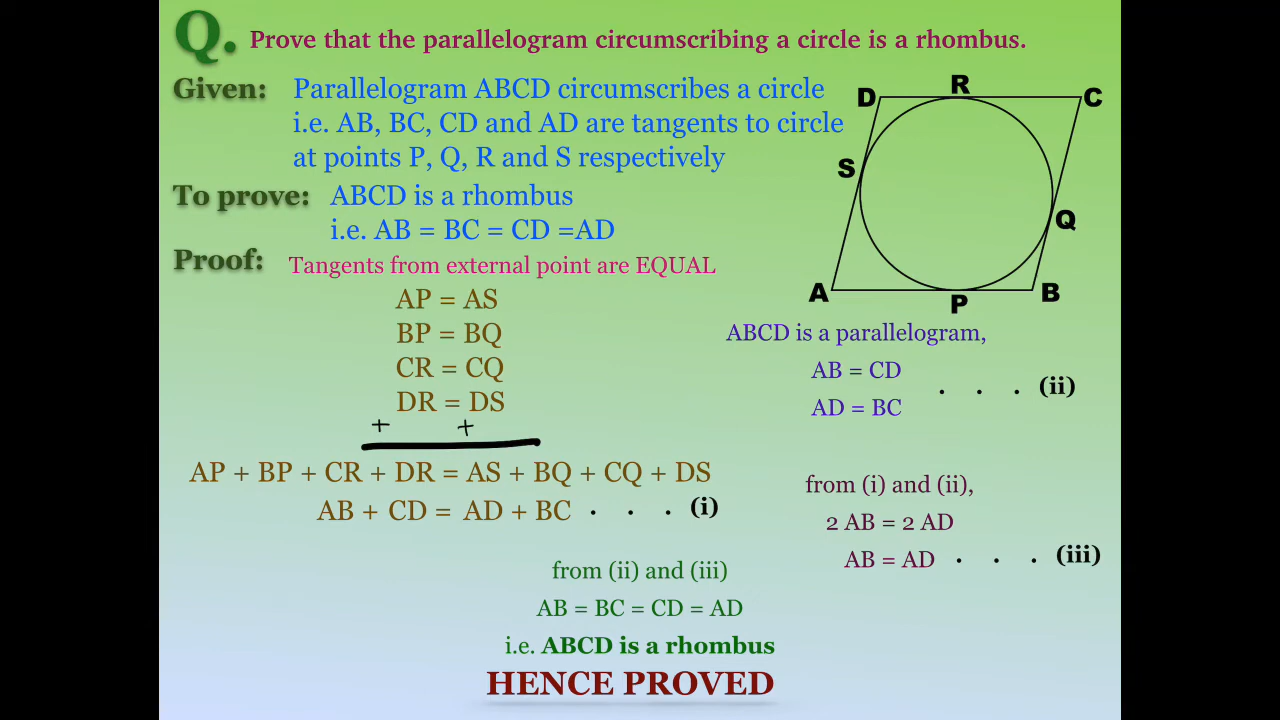 Q. Prove that the parallelogram circumscribing a circle is a rhombus.
Given: Parallelogram ABCD circumscribes a circle
i.e. AB, BC, CD and AD are tangents to circle
at points P, Q, R and S respectively
To prove: ABCD is a rhombus
i.e. AB = BC = CD =AD
Proof: Tangents from external point are EQUAL
AP = AS
BP = BQ
CR = CQ
DR = DS
+ +
AP + BP + CR + DR = AS + BQ + CQ + DS
AB + CD = AD + BC . . . (i)
D R C
S
Q
A P B
ABCD is a parallelogram,
AB = CD
. . . (ii)
AD = BC
from (i) and (ii),
2 AB = 2 AD
AB = AD . . . (iii)
from (ii) and (iii)
AB = BC = CD = AD
i.e. ABCD is a rhombus
HENCE PROVED